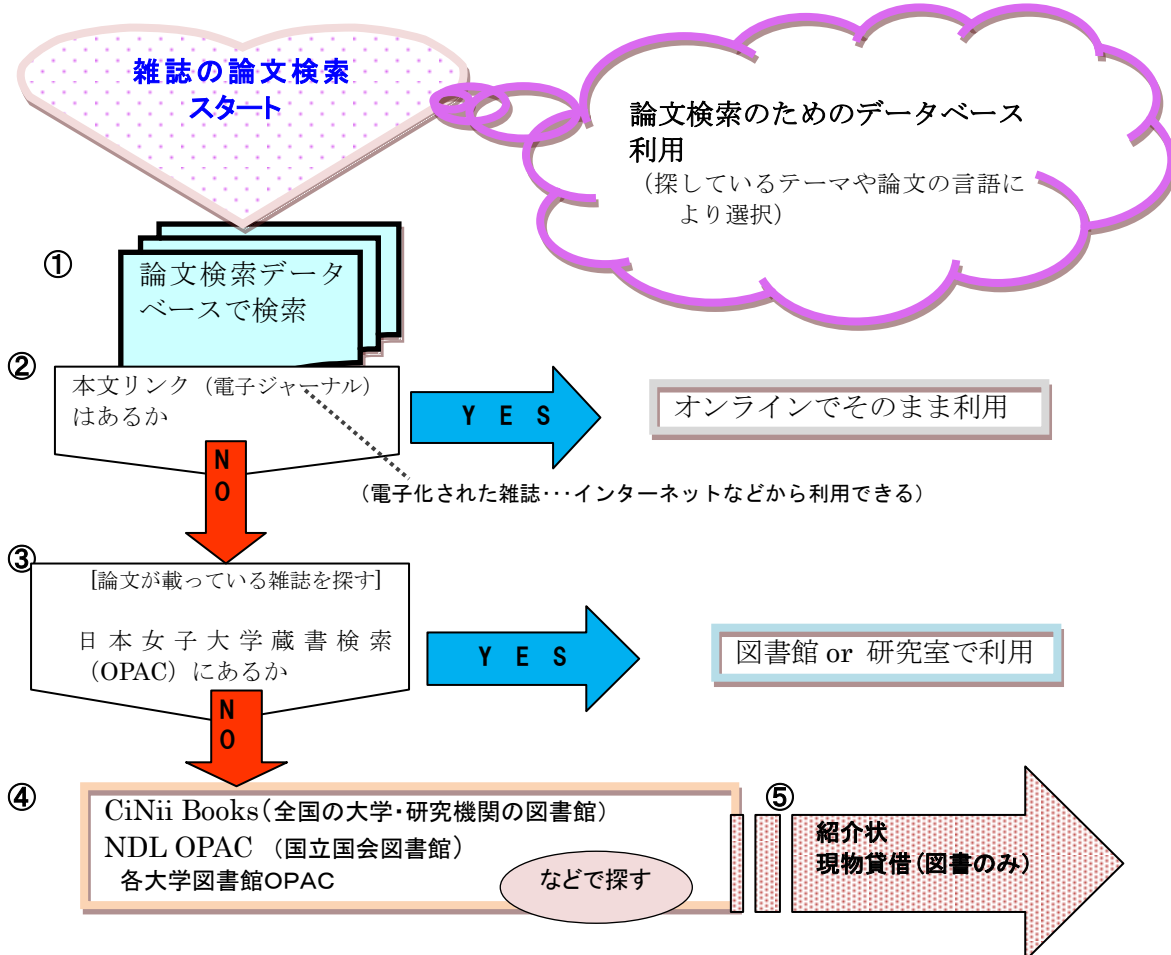 雑誌の論文検索
スタート
論文検索のためのデータベース
利用
(探しているテーマや論文の言語に
より選択)
①
論文検索データ
ベースで検索
②
本文リンク(電子ジャーナル)
はあるか
YES
オンラインでそのまま利用
NO
(電子化された雑誌･･･インターネットなどから利用できる)
③
[論文が載っている雑誌を探す]
日本女子大学蔵書検索
(OPAC)にあるか
YES
図書館 or 研究室で利用
NO
④
CiNii Books(全国の大学･研究機関の図書館)
NDL OPAC (国立国会図書館)
各大学図書館OPAC
などで探す
⑤
紹介状
現物貸借(図書のみ)